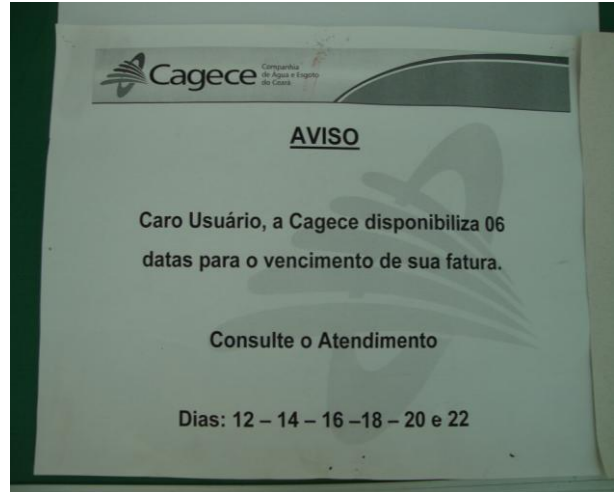 Cagece
Companhia
de Água e Esgoto
do Ceará
AVISO
Caro Usuário, a Cagece disponibiliza 06
datas para o vencimento de sua fatura.
Consulte o Atendimento
Dias: 12 – 14 – 16 –18 – 20 e 22